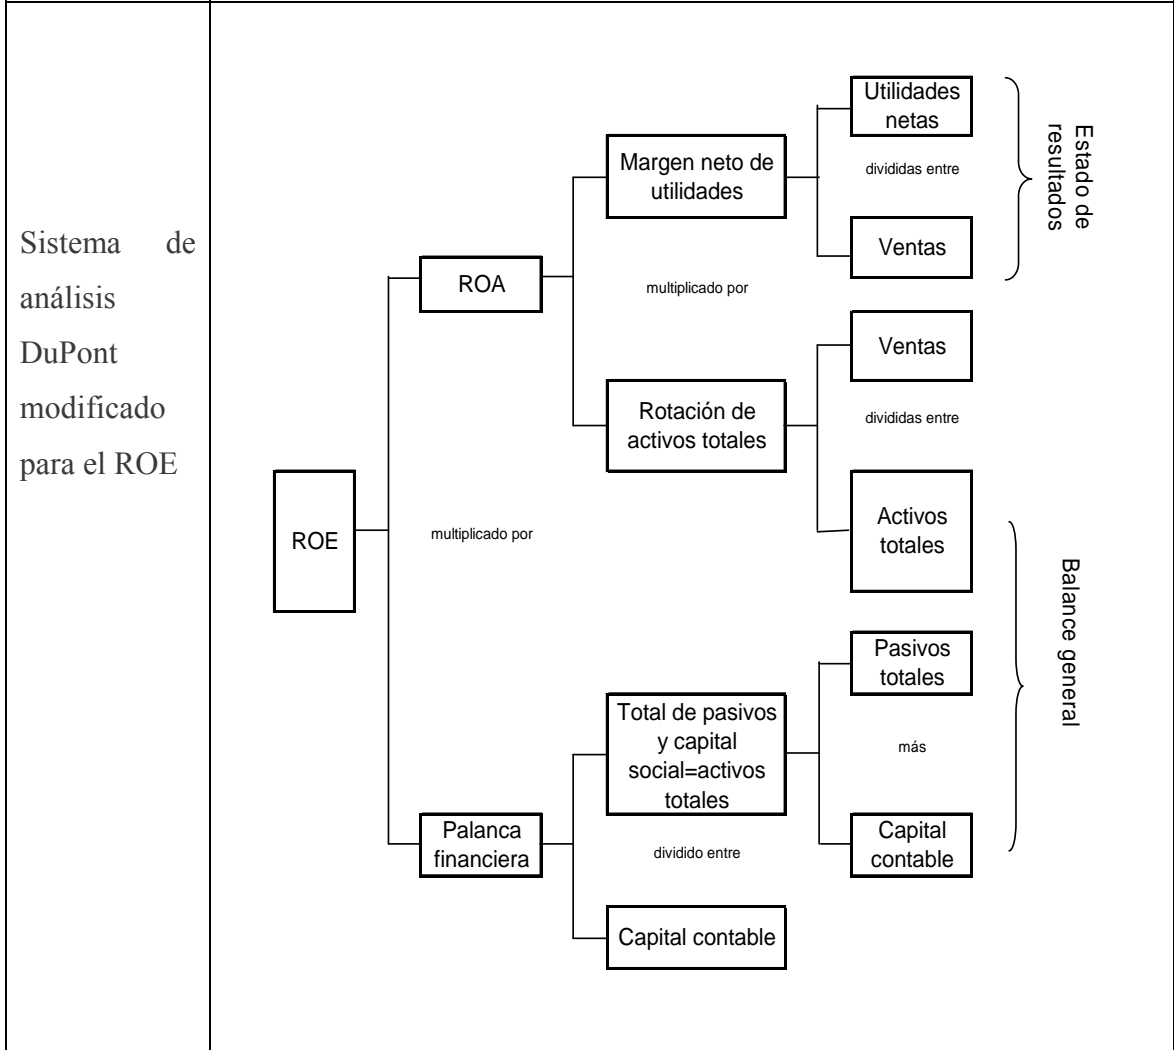 Sistema de
análisis
DuPont
modificado
para el ROE
ROE
multiplicado por
ROA
Palanca
financiera
Margen neto de
utilidades
multiplicado por
Rotación de
activos totales
Total de pasivos
y capital
social=activos
totales
dividido entre
Capital contable
Utilidades
netas
divididas entre
Ventas
Ventas
divididas entre
Activos
totales
Pasivos
totales
más
Capital
contable
Estado de
resultados
Balance general